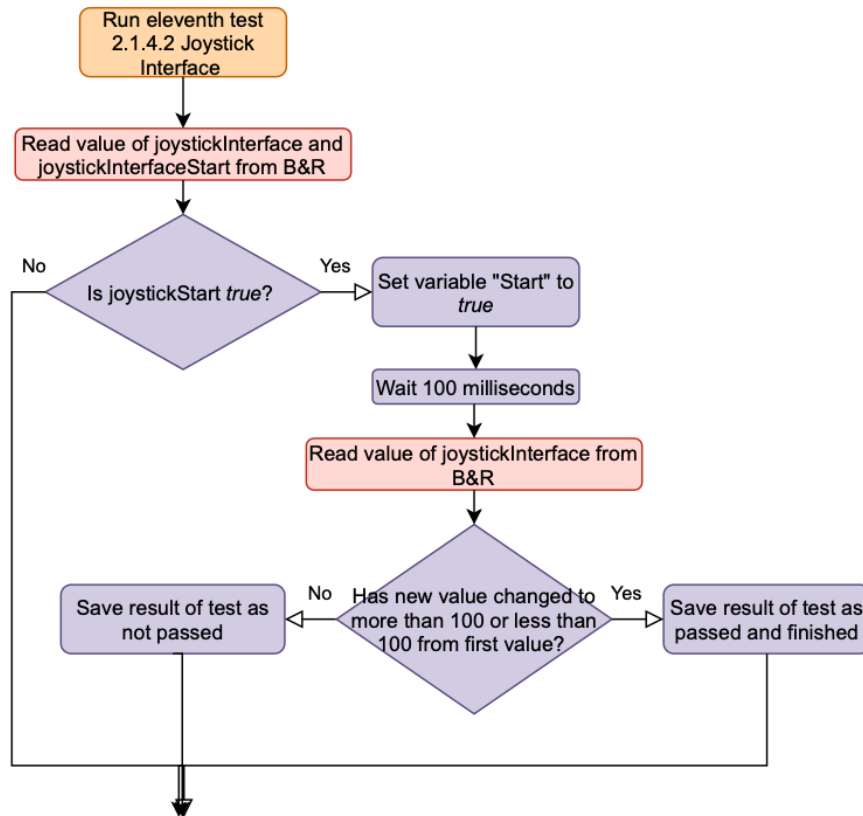 Run eleventh test
2.1.4.2 Joystick
Interface
Read value of joystickInterface and
joystickInterfaceStart from B&R
No
Yes
Is joystickStart true?
Set variable "Start" to
true
Wait 100 milliseconds
Read value of joystickInterface from
B&R
No
Yes
Save result of test as
not passed
Has new value changed to
more than 100 or less than
100 from first value?
Save result of test as
passed and finished